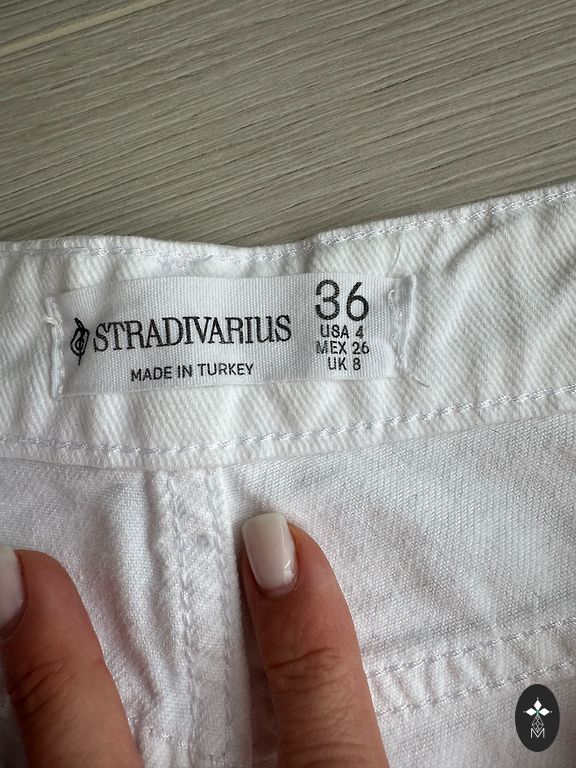 STRADIVARIUS
MADE IN TURKEY
36
USA 4
MEX 26
UK 8
M